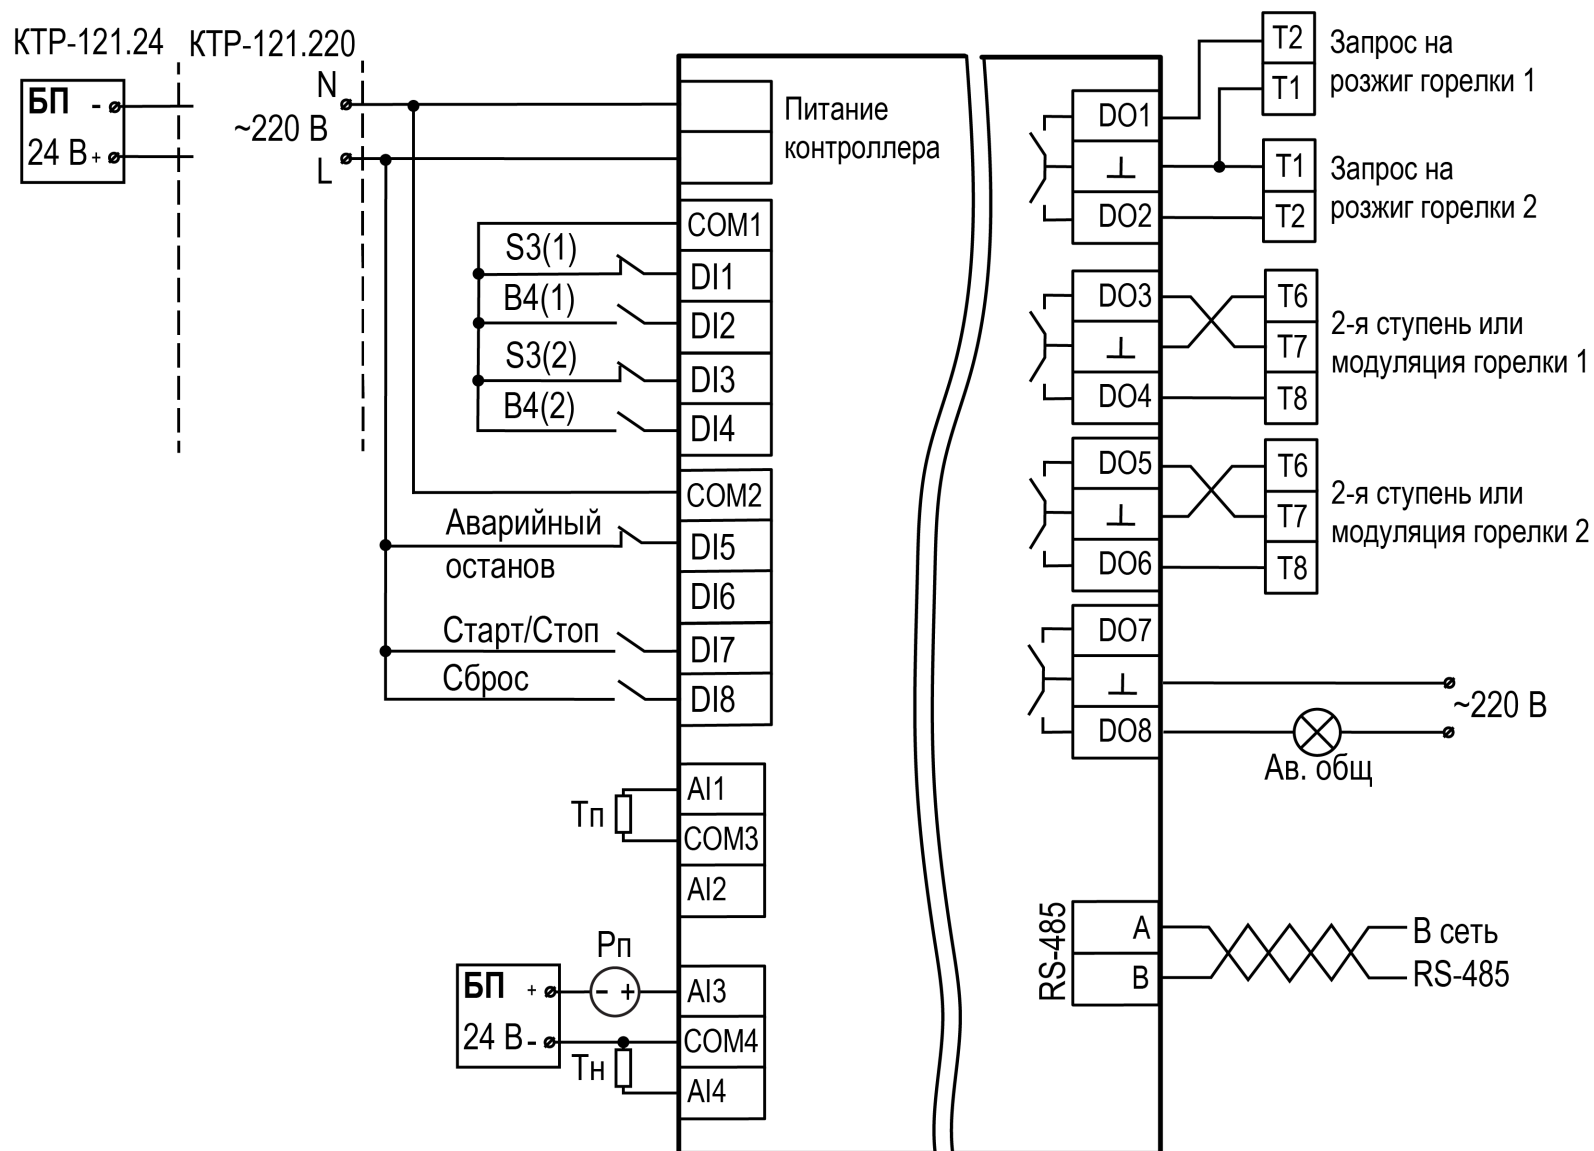 КТР-121.24
КТР-121.220
БП -
24 В +
N
~220 В
L
Питание
контроллера
COM1
S3(1)
DI1
B4(1)
DI2
S3(2)
DI3
B4(2)
DI4
COM2
Аварийный
останов
DI5
DI6
Старт/Стоп
DI7
Сброс
DI8
AI1
Тп
COM3
AI2
Рп
БП +
- +
AI3
24 В -
COM4
Тн
AI4
DO1
⊥
DO2
T2
T1
Запрос на
розжиг горелки 1
T1
T2
Запрос на
розжиг горелки 2
DO3
⊥
DO4
T6
T7
T8
2-я ступень или
модуляция горелки 1
DO5
⊥
DO6
T6
T7
T8
2-я ступень или
модуляция горелки 2
DO7
⊥
DO8
~220 В
Ав. общ
RS-485
A
B
В сеть
RS-485